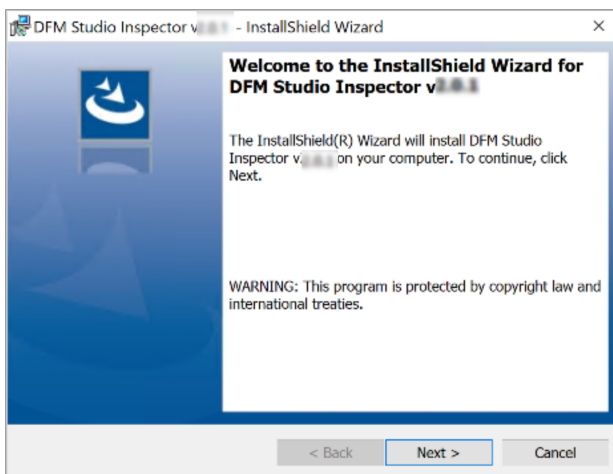 DFM Studio Inspector v - InstallShield Wizard
Welcome to the InstallShield Wizard for
DFM Studio Inspector v
The InstallShield(R) Wizard will install DFM Studio
Inspector v on your computer. To continue, click
Next.
WARNING: This program is protected by copyright law and
international treaties.
< Back
Next >
Cancel